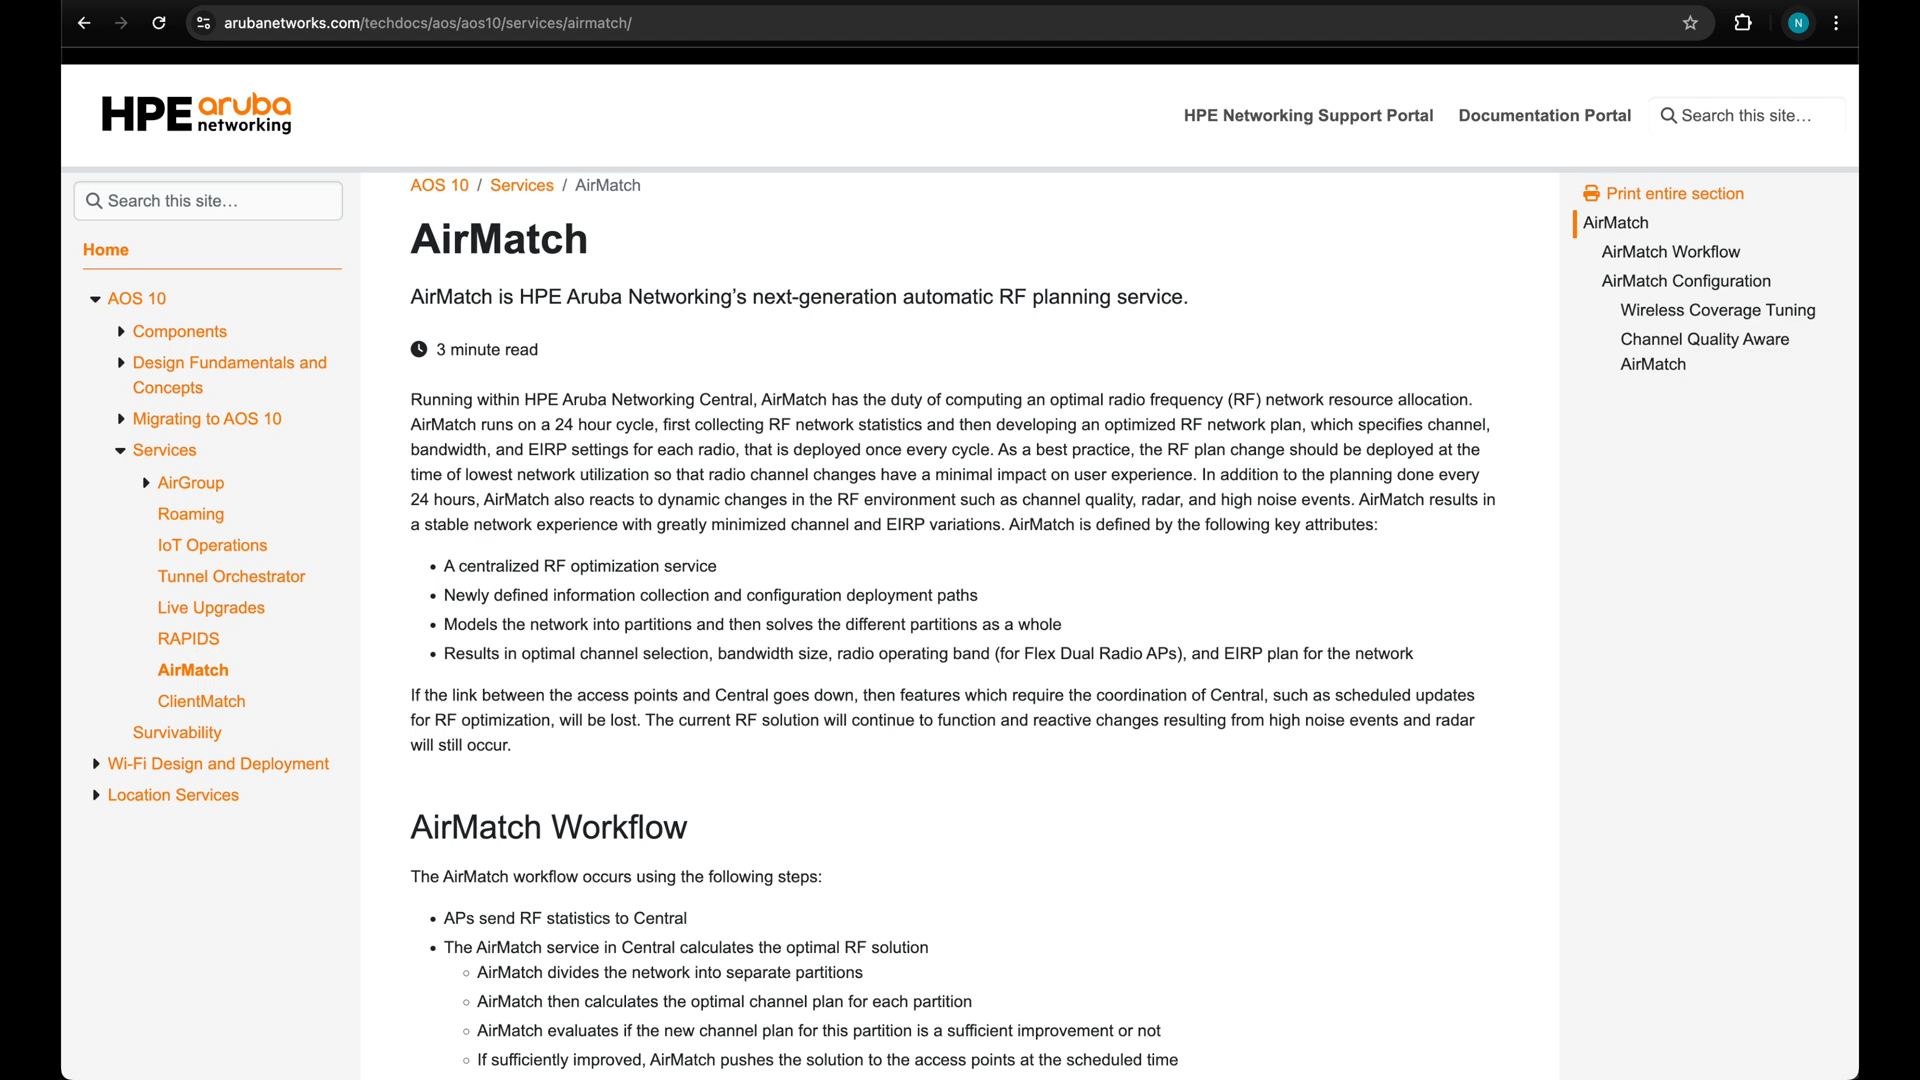 arubanetworks.com/techdocs/aos/aos10/services/airmatch/
N
HPE aruba
networking
HPE Networking Support Portal
Documentation Portal
Search this site…
Search this site…
Home
AOS 10
Components
Design Fundamentals and
Concepts
Migrating to AOS 10
Services
AirGroup
Roaming
IoT Operations
Tunnel Orchestrator
Live Upgrades
RAPIDS
AirMatch
ClientMatch
Survivability
Wi-Fi Design and Deployment
Location Services
AOS 10 / Services / AirMatch
AirMatch
AirMatch is HPE Aruba Networking’s next-generation automatic RF planning service.
3 minute read
Running within HPE Aruba Networking Central, AirMatch has the duty of computing an optimal radio frequency (RF) network resource allocation.
AirMatch runs on a 24 hour cycle, first collecting RF network statistics and then developing an optimized RF network plan, which specifies channel,
bandwidth, and EIRP settings for each radio, that is deployed once every cycle. As a best practice, the RF plan change should be deployed at the
time of lowest network utilization so that radio channel changes have a minimal impact on user experience. In addition to the planning done every
24 hours, AirMatch also reacts to dynamic changes in the RF environment such as channel quality, radar, and high noise events. AirMatch results in
a stable network experience with greatly minimized channel and EIRP variations. AirMatch is defined by the following key attributes:
• A centralized RF optimization service
• Newly defined information collection and configuration deployment paths
• Models the network into partitions and then solves the different partitions as a whole
• Results in optimal channel selection, bandwidth size, radio operating band (for Flex Dual Radio APs), and EIRP plan for the network
If the link between the access points and Central goes down, then features which require the coordination of Central, such as scheduled updates
for RF optimization, will be lost. The current RF solution will continue to function and reactive changes resulting from high noise events and radar
will still occur.
AirMatch Workflow
The AirMatch workflow occurs using the following steps:
• APs send RF statistics to Central
• The AirMatch service in Central calculates the optimal RF solution
○ AirMatch divides the network into separate partitions
○ AirMatch then calculates the optimal channel plan for each partition
○ AirMatch evaluates if the new channel plan for this partition is a sufficient improvement or not
○ If sufficiently improved, AirMatch pushes the solution to the access points at the scheduled time
Print entire section
AirMatch
AirMatch Workflow
AirMatch Configuration
Wireless Coverage Tuning
Channel Quality Aware
AirMatch